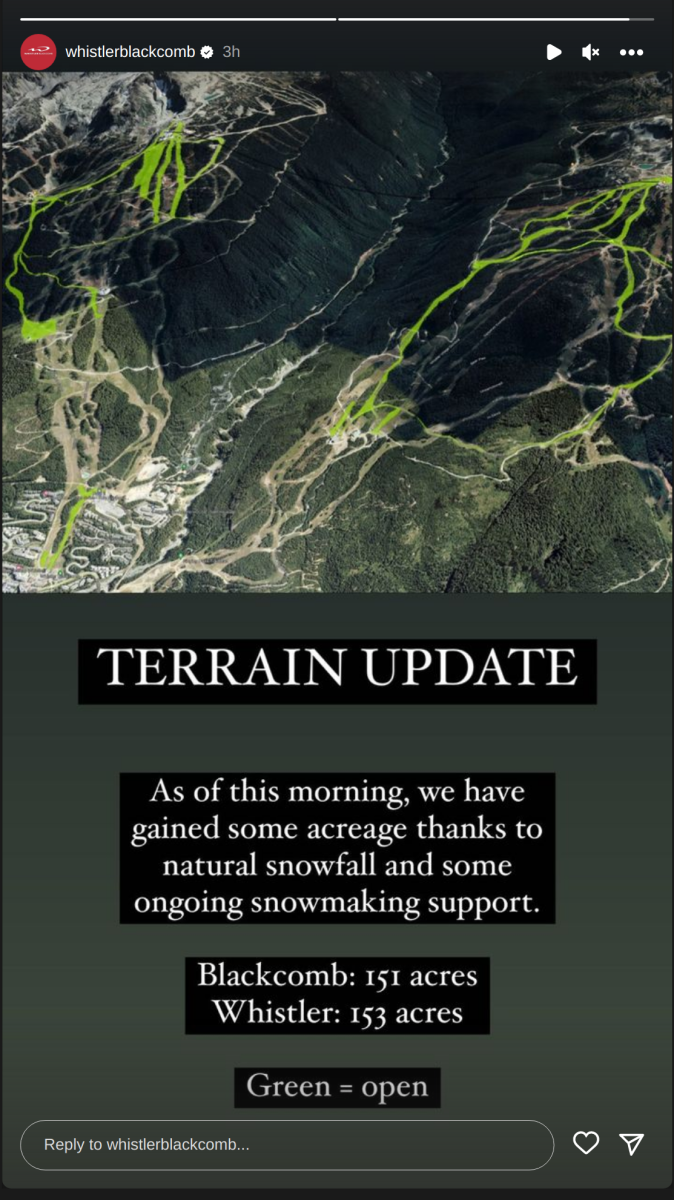 whistlerblackcomb 3h
TERRAIN UPDATE
As of this morning, we have
gained some acreage thanks to
natural snowfall and some
ongoing snowmaking support.
Blackcomb: 151 acres
Whistler: 153 acres
Green = open
Reply to whistlerblackcomb...